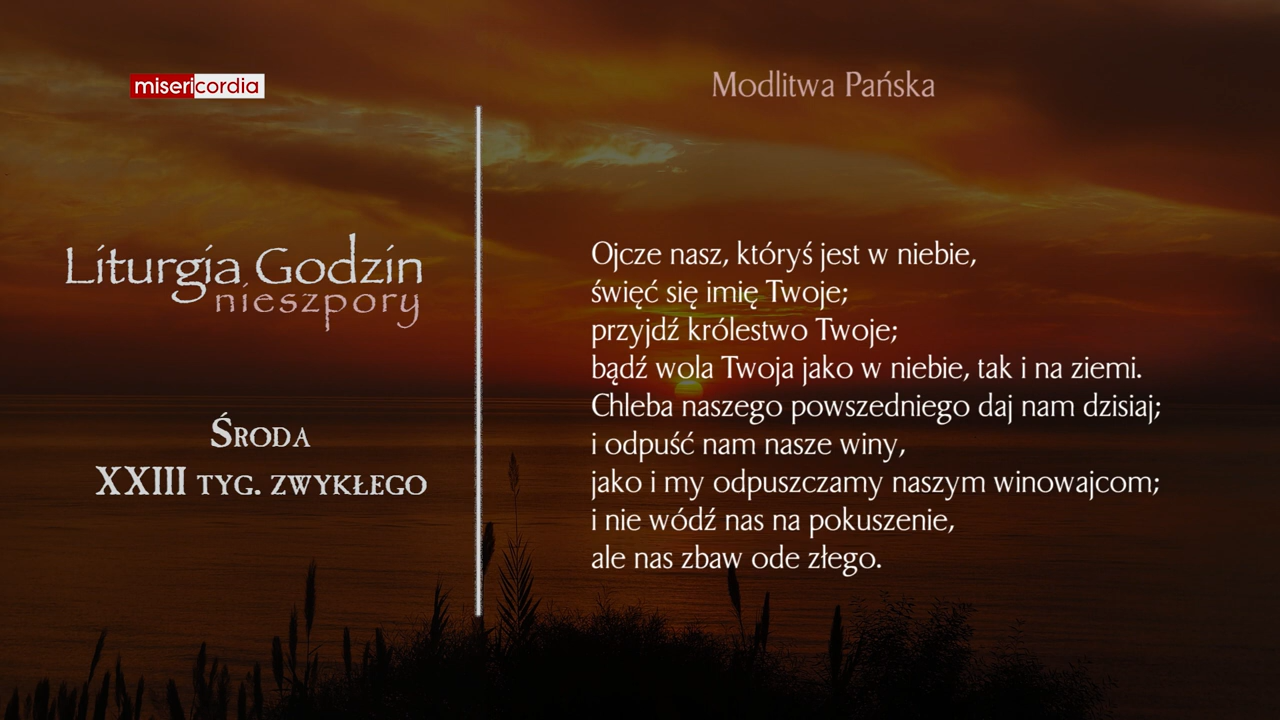 misericordia
Liturgia Godzin
nieszpory
Środa
XXIII tyg. zwykłego
Modlitwa Pańska
Ojcze nasz, któryś jest w niebie,
święć się imię Twoje;
przyjdź królestwo Twoje;
bądź wola Twoja jako w niebie, tak i na ziemi.
Chleba naszego powszedniego daj nam dzisiaj;
i odpuść nam nasze winy,
jako i my odpuszczamy naszym winowajcom;
i nie wódź nas na pokuszenie,
ale nas zbaw ode złego.